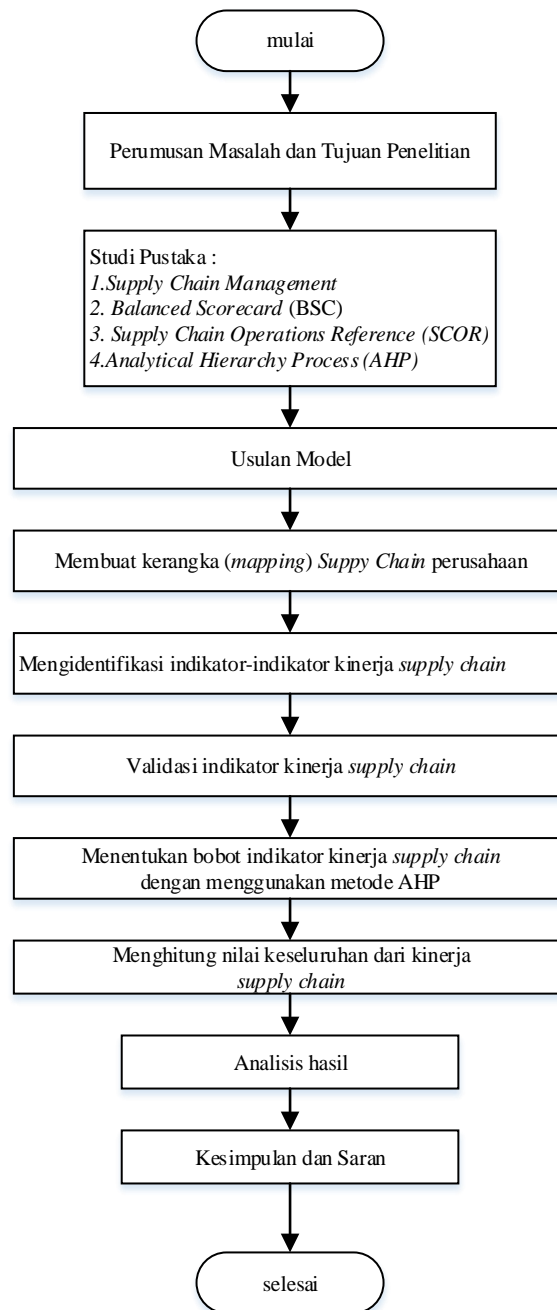 mulai
Perumusan Masalah dan Tujuan Penelitian
Studi Pustaka :
1.Supply Chain Management
2. Balanced Scorecard (BSC)
3. Supply Chain Operations Reference (SCOR)
4.Analytical Hierarchy Process (AHP)
Usulan Model
Membuat kerangka (mapping) Suppy Chain perusahaan
Mengidentifikasi indikator-indikator kinerja supply chain
Validasi indikator kinerja supply chain
Menentukan bobot indikator kinerja supply chain
dengan menggunakan metode AHP
Menghitung nilai keseluruhan dari kinerja
supply chain
Analisis hasil
Kesimpulan dan Saran
selesai